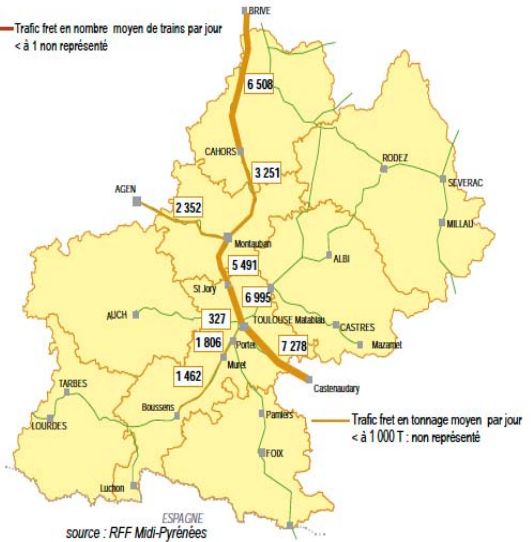 BRIVE
Trafic fret en nombre moyen de trains par jour
< à 1 non représenté
6 508
CAHORS
RODEZ
3 251
SEVERAC
AGEN
2 352
MILLAU
Montauban
ALBI
5 491
St Jory
6 995
AUCH
327
TOULOUSE Matabiau
CASTRES
1 806
Portet
7 278
Mazamet
Muret
1 462
TARBES
Castenaudary
Boussens
Pamiers
Trafic fret en tonnage moyen par jour
< à 1 000 T : non représenté
LOURDES
FOIX
Luchon
ESPAGNE
source : RFF Midi-Pyrénées